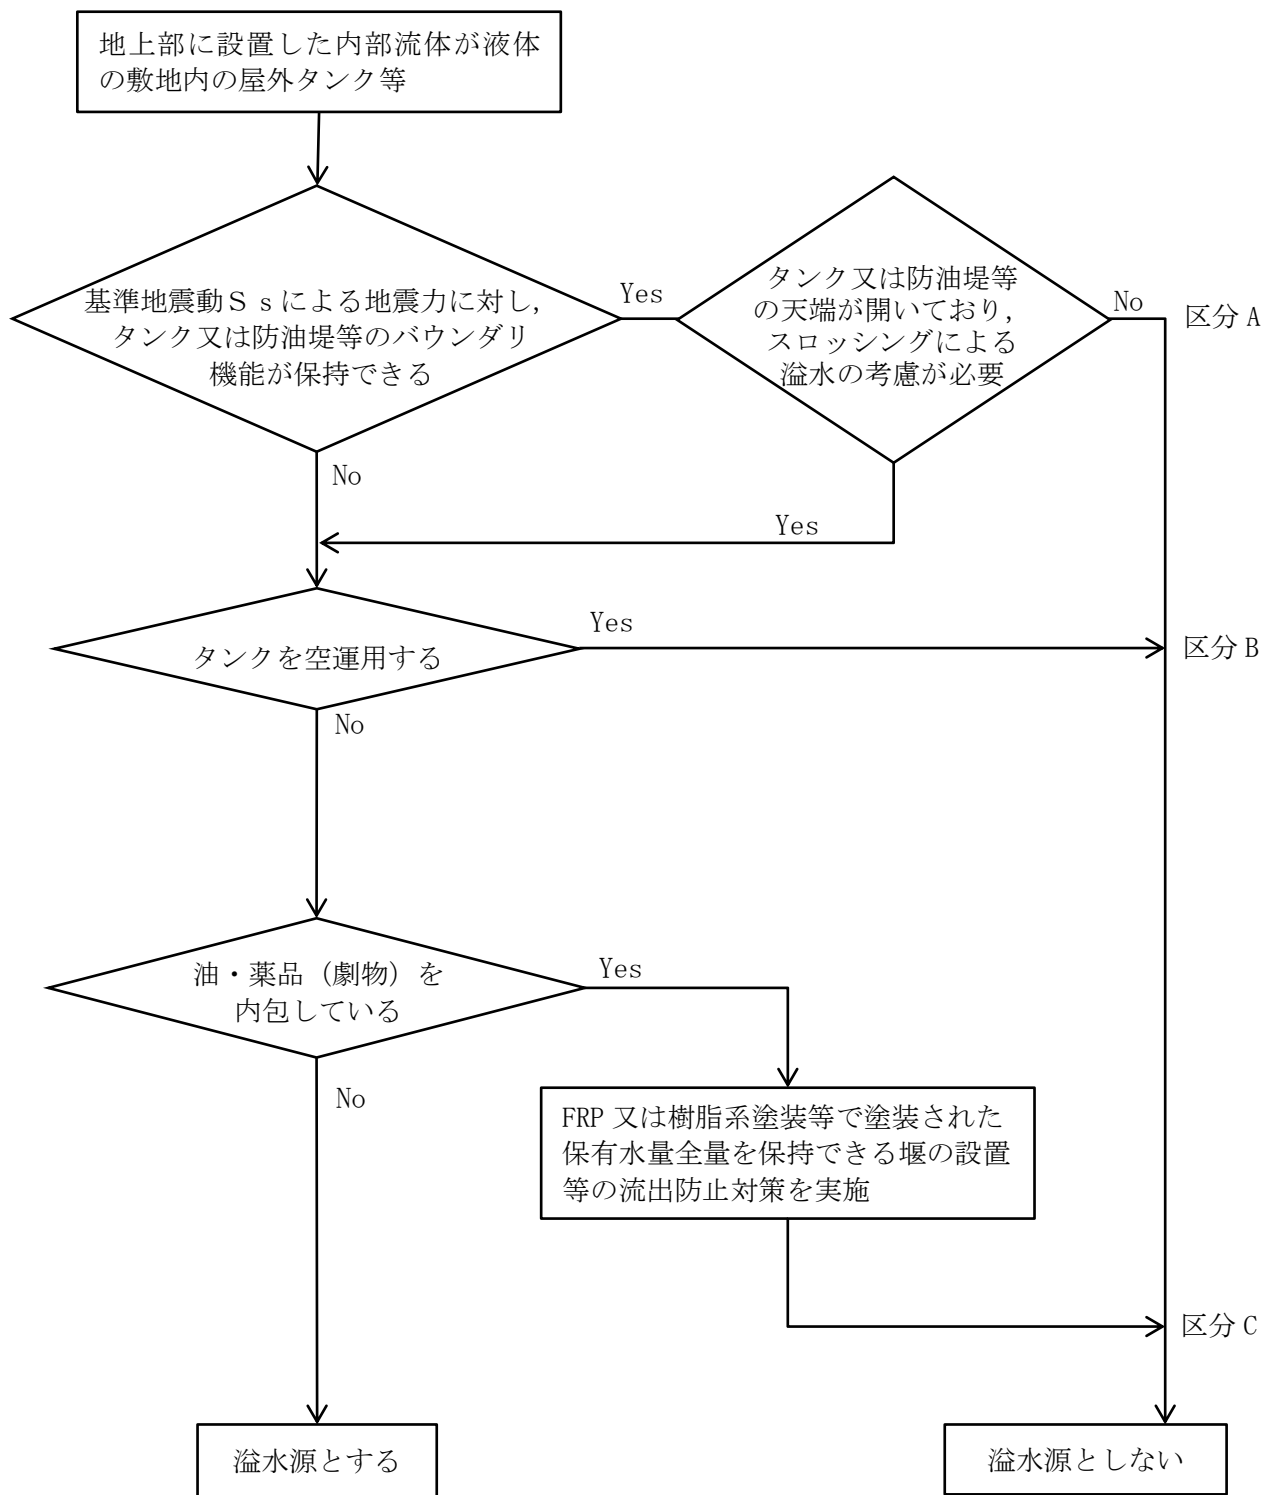 地上部に設置した内部流体が液体
の敷地内の屋外タンク等
基準地震動Ｓｓによる地震力に対し,
タンク又は防油堤等のバウンダリ
機能が保持できる
Yes
タンク又は防油堤等
の天端が開いており,
スロッシングによる
溢水の考慮が必要
No
区分 A
No
Yes
タンクを空運用する
Yes
区分 B
No
油・薬品（劇物）を
内包している
Yes
No
FRP 又は樹脂系塗装等で塗装された
保有水量全量を保持できる堰の設置
等の流出防止対策を実施
区分 C
溢水源とする
溢水源としない